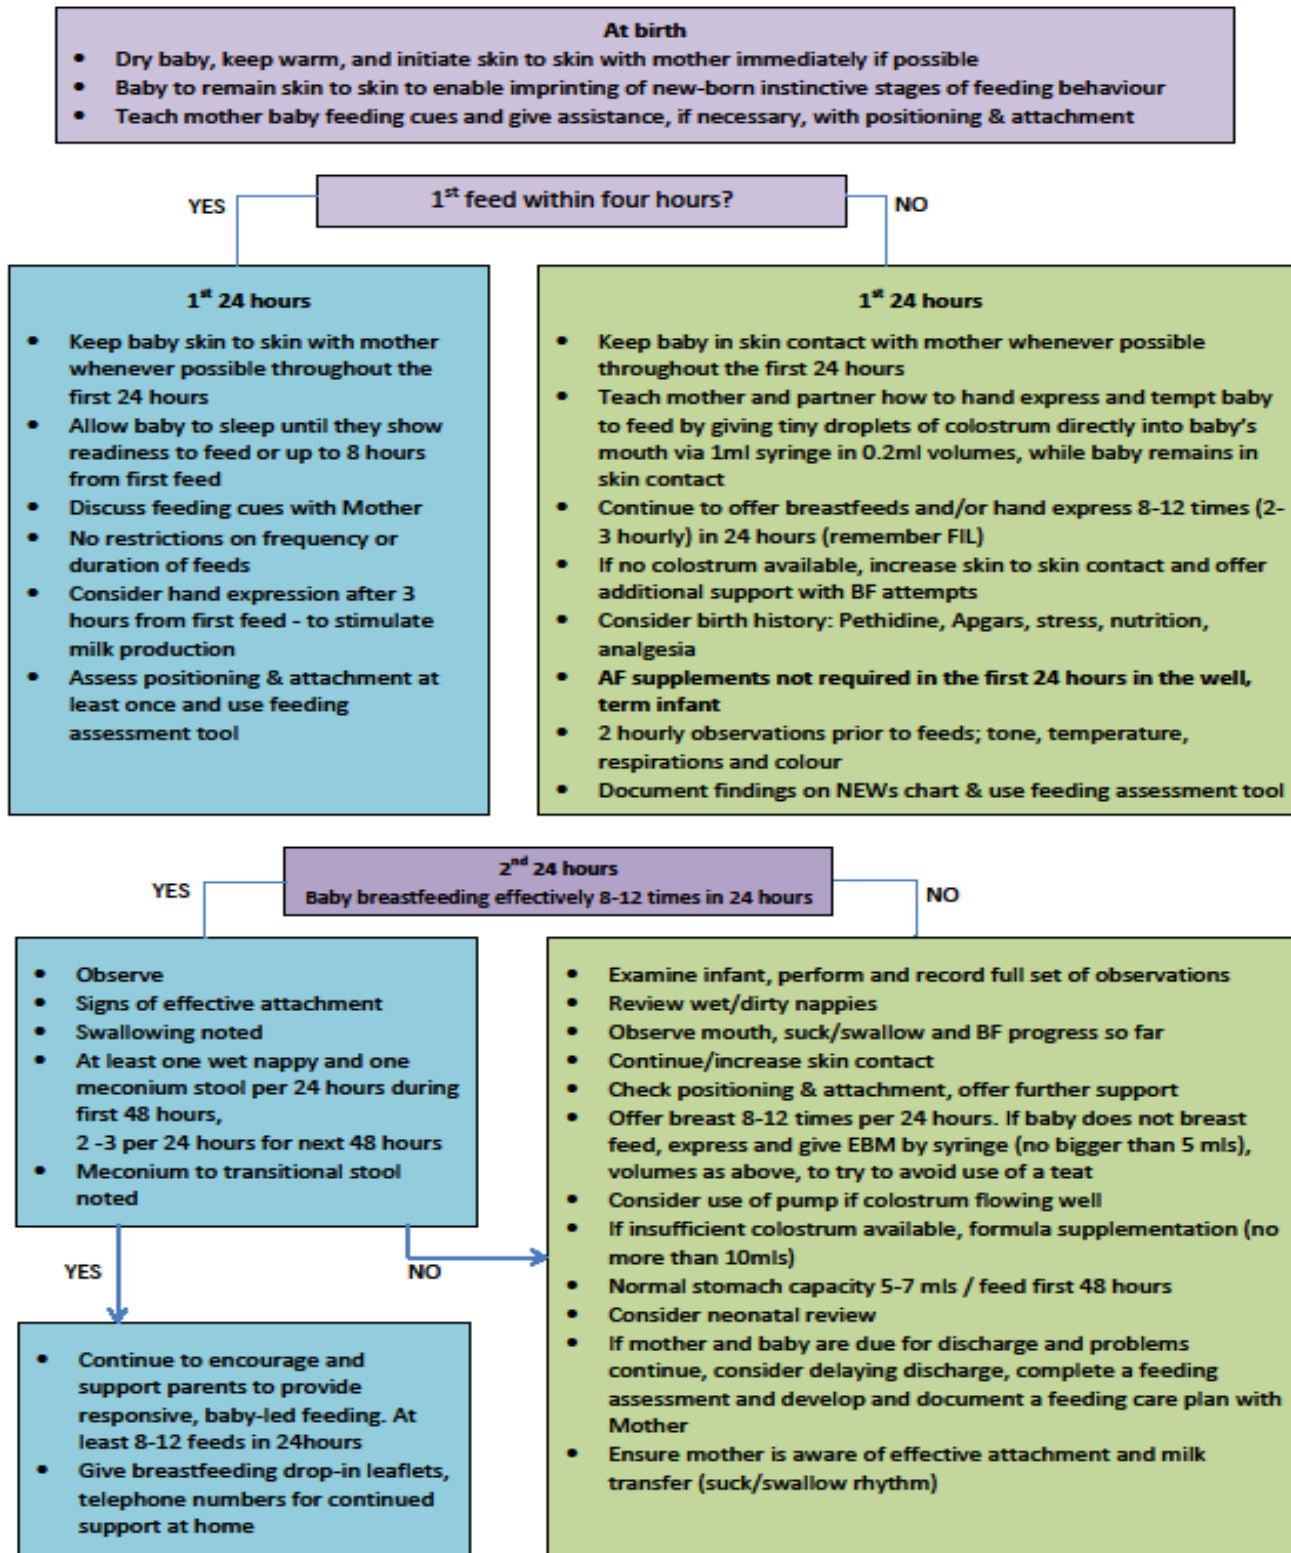 At birth
• Dry baby, keep warm, and initiate skin to skin with mother immediately if possible
• Baby to remain skin to skin to enable imprinting of new-born instinctive stages of feeding behaviour
• Teach mother baby feeding cues and give assistance, if necessary, with positioning & attachment
1st feed within four hours?
YES
NO
1st 24 hours
• Keep baby skin to skin with mother
whenever possible throughout the
first 24 hours
• Allow baby to sleep until they show
readiness to feed or up to 8 hours
from first feed
• Discuss feeding cues with Mother
• No restrictions on frequency or
duration of feeds
• Consider hand expression after 3
hours from first feed - to stimulate
milk production
• Assess positioning & attachment at
least once and use feeding
assessment tool
1st 24 hours
• Keep baby in skin contact with mother whenever possible
throughout the first 24 hours
• Teach mother and partner how to hand express and tempt baby
to feed by giving tiny droplets of colostrum directly into baby's
mouth via 1ml syringe in 0.2ml volumes, while baby remains in
skin contact
• Continue to offer breastfeeds and/or hand express 8-12 times (2-
3 hourly) in 24 hours (remember FIL)
• If no colostrum available, increase skin to skin contact and offer
additional support with BF attempts
• Consider birth history: Pethidine, Apgars, stress, nutrition,
analgesia
• AF supplements not required in the first 24 hours in the well,
term infant
• 2 hourly observations prior to feeds; tone, temperature,
respirations and colour
• Document findings on NEWs chart & use feeding assessment tool
2nd 24 hours
Baby breastfeeding effectively 8-12 times in 24 hours
YES
NO
• Observe
• Signs of effective attachment
• Swallowing noted
• At least one wet nappy and one
meconium stool per 24 hours during
first 48 hours,
2 -3 per 24 hours for next 48 hours
• Meconium to transitional stool
noted
YES
NO
• Continue to encourage and
support parents to provide
responsive, baby-led feeding. At
least 8-12 feeds in 24hours
• Give breastfeeding drop-in leaflets,
telephone numbers for continued
support at home
• Examine infant, perform and record full set of observations
• Review wet/dirty nappies
• Observe mouth, suck/swallow and BF progress so far
• Continue/increase skin contact
• Check positioning & attachment, offer further support
• Offer breast 8-12 times per 24 hours. If baby does not breast
feed, express and give EBM by syringe (no bigger than 5 mls),
volumes as above, to try to avoid use of a teat
• Consider use of pump if colostrum flowing well
• If insufficient colostrum available, formula supplementation (no
more than 10mls)
• Normal stomach capacity 5-7 mls / feed first 48 hours
• Consider neonatal review
• If mother and baby are due for discharge and problems
continue, consider delaying discharge, complete a feeding
assessment and develop and document a feeding care plan with
Mother
• Ensure mother is aware of effective attachment and milk
transfer (suck/swallow rhythm)